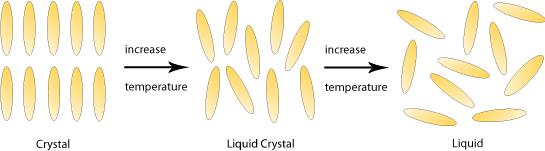 increase
temperature
increase
temperature
Crystal
Liquid Crystal
Liquid